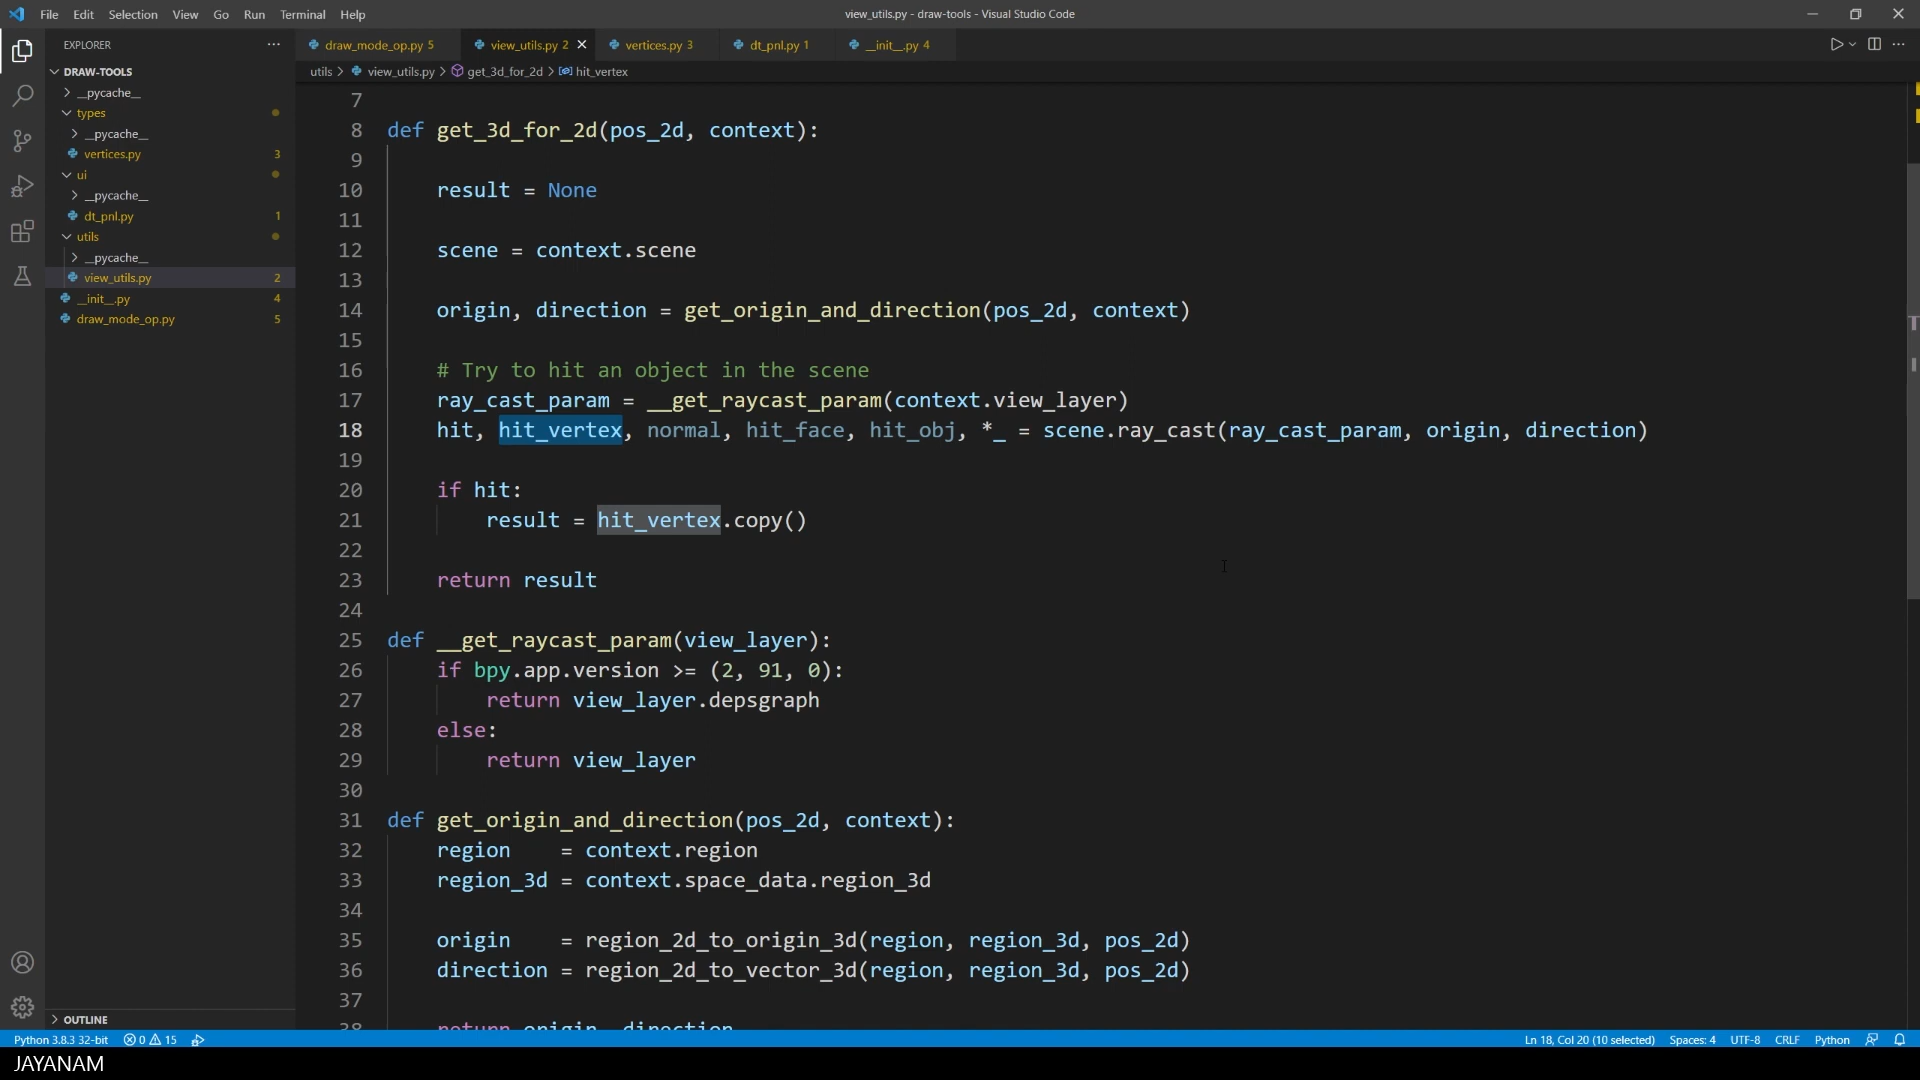 File Edit Selection View Go Run Terminal Help
view_utils.py - draw-tools - Visual Studio Code
EXPLORER
draw_mode_op.py 5
view_utils.py 2
vertices.py 3
dt_pnl.py 1
__init__.py 4
DRAW-TOOLS
utils > view_utils.py > get_3d_for_2d > hit_vertex
__pycache__
types
__pycache__
vertices.py 3
ui
__pycache__
dt_pnl.py 1
utils
__pycache__
view_utils.py 2
__init__.py 4
draw_mode_op.py 5
OUTLINE
7
8 def get_3d_for_2d(pos_2d, context):
9
10 result = None
11
12 scene = context.scene
13
14 origin, direction = get_origin_and_direction(pos_2d, context)
15
16 # Try to hit an object in the scene
17 ray_cast_param = __get_raycast_param(context.view_layer)
18 hit, hit_vertex, normal, hit_face, hit_obj, *_ = scene.ray_cast(ray_cast_param, origin, direction)
19
20 if hit:
21 result = hit_vertex.copy()
22
23 return result
24
25 def __get_raycast_param(view_layer):
26 if bpy.app.version >= (2, 91, 0):
27 return view_layer.depsgraph
28 else:
29 return view_layer
30
31 def get_origin_and_direction(pos_2d, context):
32 region = context.region
33 region_3d = context.space_data.region_3d
34
35 origin = region_2d_to_origin_3d(region, region_3d, pos_2d)
36 direction = region_2d_to_vector_3d(region, region_3d, pos_2d)
37
38 return origin, direction
Python 3.8.3 32-bit 0 15
Ln 18, Col 20 (10 selected) Spaces: 4 UTF-8 CRLF Python
JAYANAM